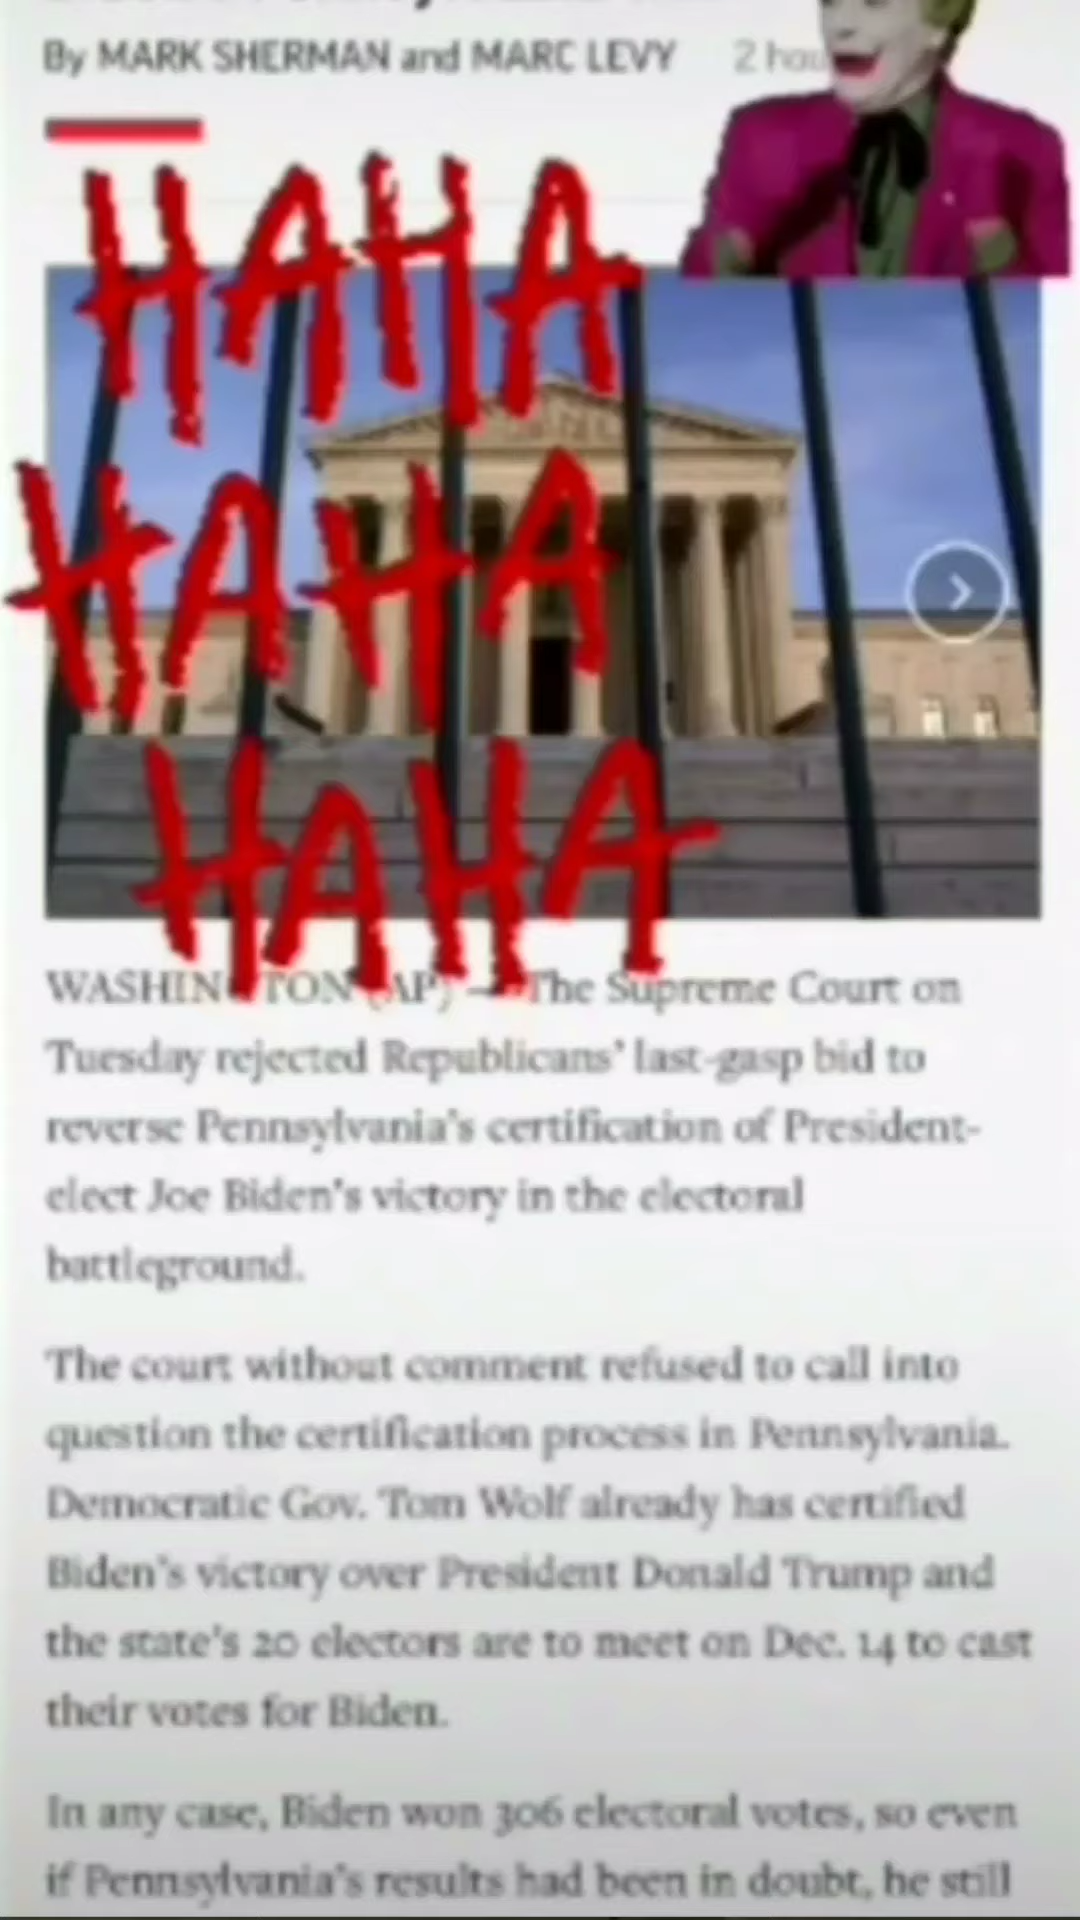 By MARK SHERMAN and MARC LEVY 2
HAHA
HAHA
HAHA
WASHINGTON (AP) — The Supreme Court on
Tuesday rejected Republicans' last-gasp bid to
reverse Pennsylvania's certification of President-
elect Joe Biden's victory in the electoral
battleground.
The court without comment refused to call into
question the certification process in Pennsylvania.
Democratic Gov. Tom Wolf already has certified
Biden's victory over President Donald Trump and
the state's 20 electors are to meet on Dec. 14 to cast
their votes for Biden.
In any case, Biden won 306 electoral votes, so even
if Pennsylvania's results had been in doubt, he still